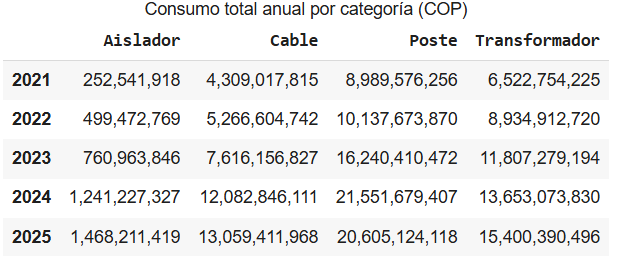 Consumo total anual por categoría (COP)
Aislador Cable Poste Transformador
2021 252,541,918 4,309,017,815 8,989,576,256 6,522,754,225
2022 499,472,769 5,266,604,742 10,137,673,870 8,934,912,720
2023 760,963,846 7,616,156,827 16,240,410,472 11,807,279,194
2024 1,241,227,327 12,082,846,111 21,551,679,407 13,653,073,830
2025 1,468,211,419 13,059,411,968 20,605,124,118 15,400,390,496